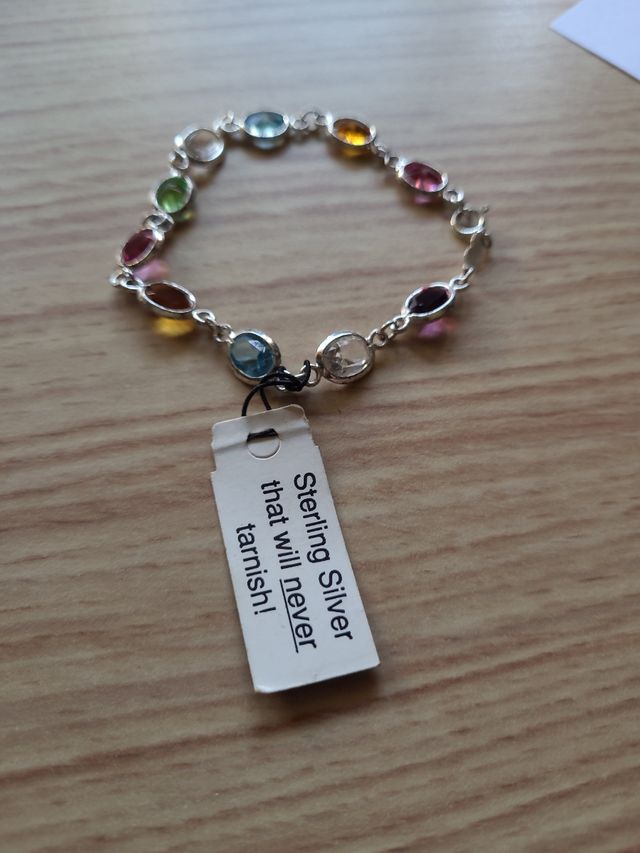 Sterling Silver
that will never
tarnish!